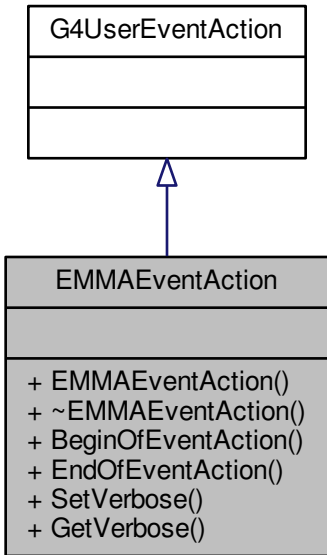 G4UserEventAction
EMMAEventAction
+ EMMAEventAction()
+ ~EMMAEventAction()
+ BeginOfEventAction()
+ EndOfEventAction()
+ SetVerbose()
+ GetVerbose()